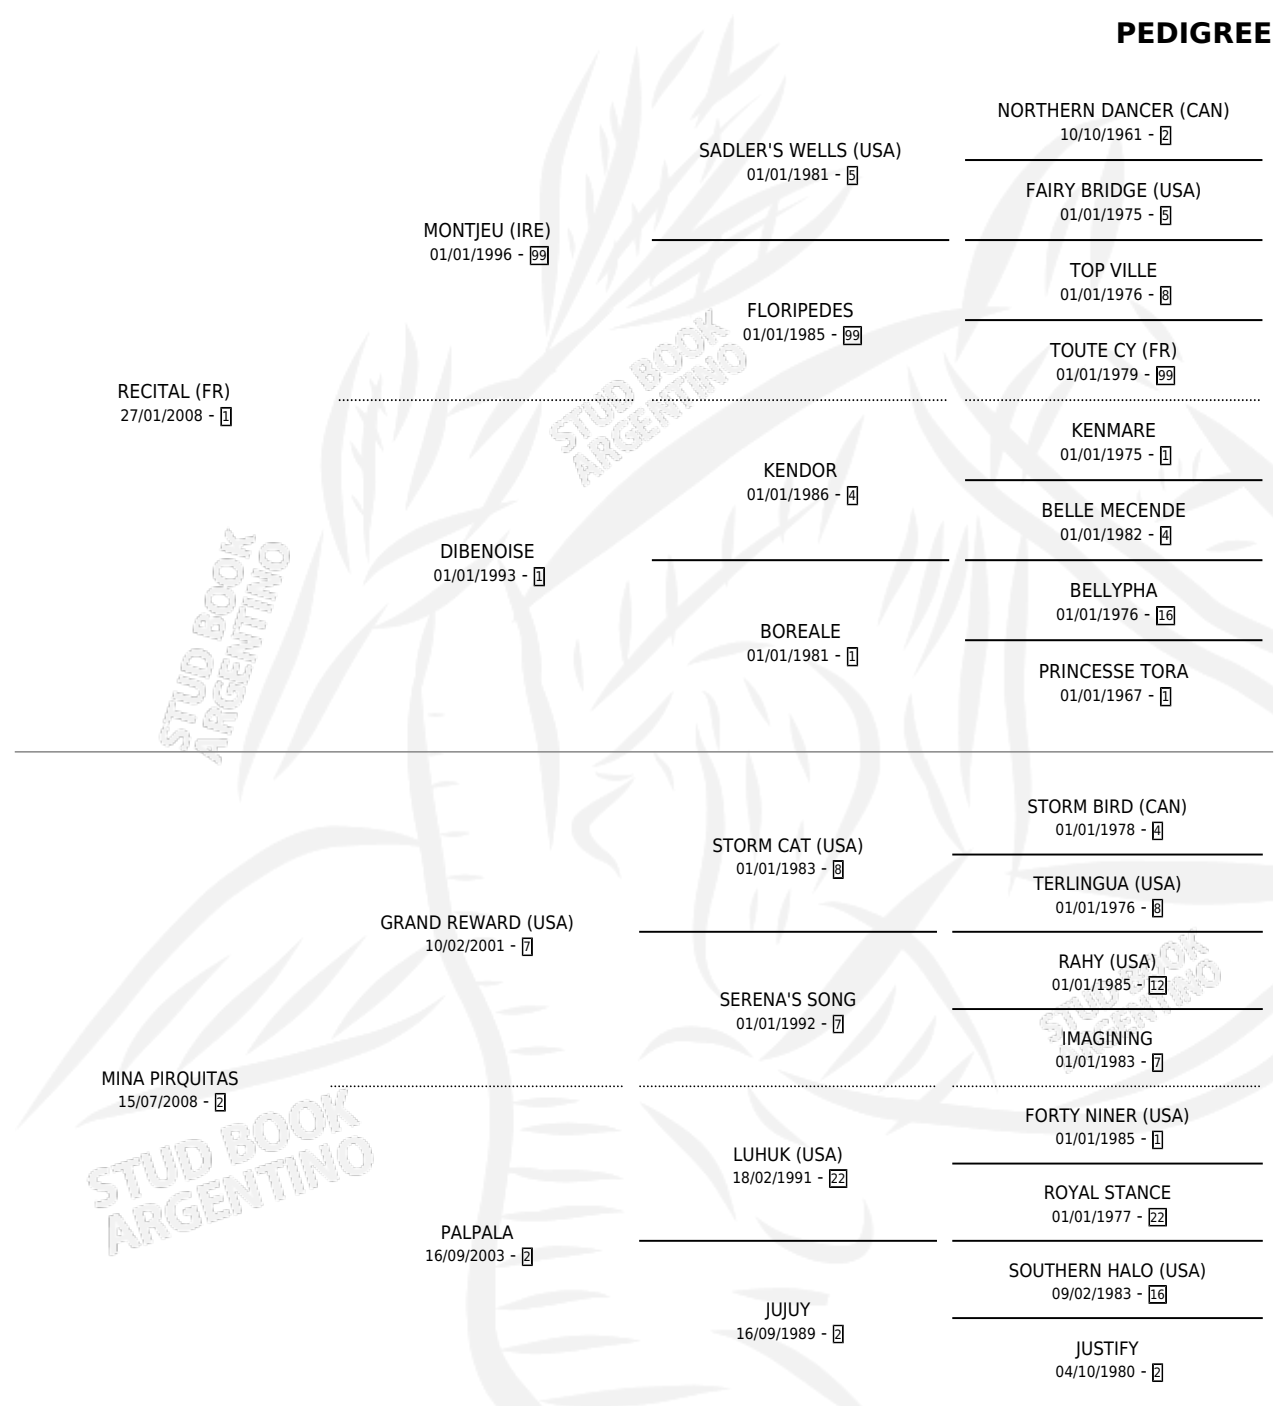 PEDIGREE
NORTHERN DANCER (CAN)
10/10/1961 - 2
SADLER'S WELLS (USA)
01/01/1981 - 5
FAIRY BRIDGE (USA)
01/01/1975 - 5
MONTJEU (IRE)
01/01/1996 - 99
TOP VILLE
01/01/1976 - 8
FLORIPEDES
01/01/1985 - 99
TOUTE CY (FR)
01/01/1979 - 99
RECITAL (FR)
27/01/2008 - 1
KENMARE
01/01/1975 - 1
KENDOR
01/01/1986 - 4
BELLE MECENDE
01/01/1982 - 4
DIBENOISE
01/01/1993 - 1
BELLYPHA
01/01/1976 - 16
BOREALE
01/01/1981 - 1
PRINCESSE TORA
01/01/1967 - 1
STORM BIRD (CAN)
01/01/1978 - 4
STORM CAT (USA)
01/01/1983 - 8
TERLINGUA (USA)
01/01/1976 - 8
GRAND REWARD (USA)
10/02/2001 - 7
RAHY (USA)
01/01/1985 - 12
SERENA'S SONG
01/01/1992 - 7
IMAGINING
01/01/1983 - 7
MINA PIRQUITAS
15/07/2008 - 2
FORTY NINER (USA)
01/01/1985 - 1
LUHUK (USA)
18/02/1991 - 22
ROYAL STANCE
01/01/1977 - 22
PALPALA
16/09/2003 - 2
SOUTHERN HALO (USA)
09/02/1983 - 16
JUJUY
16/09/1989 - 2
JUSTIFY
04/10/1980 - 2
STUD BOOK
ARGENTINO
STUD BOOK
ARGENTINO
STUD BOOK
ARGENTINO
STUD BOOK
ARGENTINO